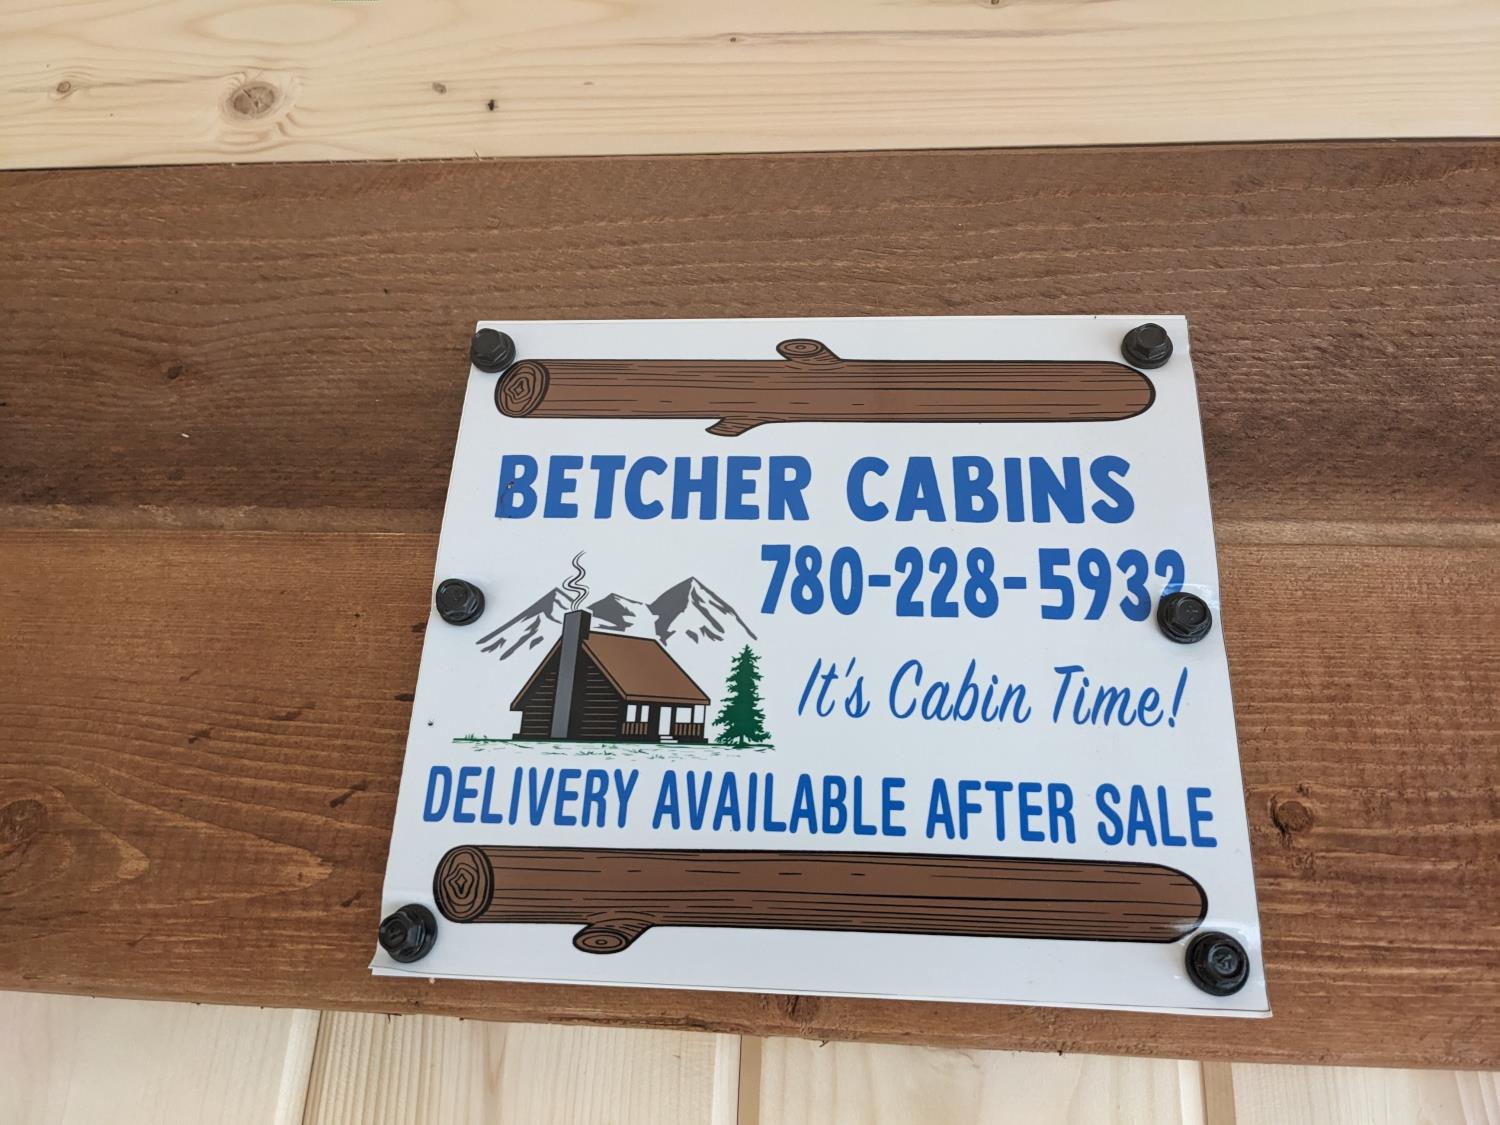 BETCHER CABINS
780-228-5932
It's Cabin Time!
DELIVERY AVAILABLE AFTER SALE